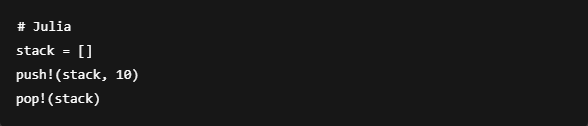 # Julia
stack = []
push!(stack, 10)
pop!(stack)